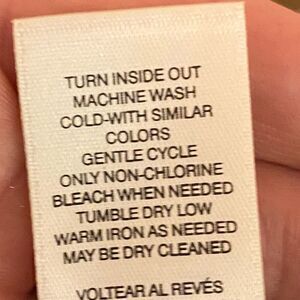 TURN INSIDE OUT
MACHINE WASH
COLD-WITH SIMILAR
COLORS
GENTLE CYCLE
ONLY NON-CHLORINE
BLEACH WHEN NEEDED
TUMBLE DRY LOW
WARM IRON AS NEEDED
MAY BE DRY CLEANED
VOLTEAR AL REVÉS